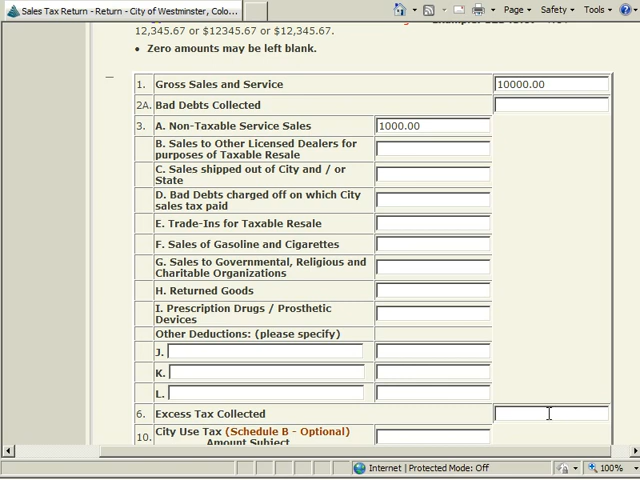 Sales Tax Return - Return - City of Westminster, Colo...
Page
Safety
Tools
12,345.67 or $12345.67 or $12,345.67)
• Zero amounts may be left blank.
1. Gross Sales and Service 10000.00
2A. Bad Debts Collected
3. A. Non-Taxable Service Sales 1000.00
B. Sales to Other Licensed Dealers for
purposes of Taxable Resale
C. Sales shipped out of City and / or
State
D. Bad Debts charged off on which City
sales tax paid
E. Trade-Ins for Taxable Resale
F. Sales of Gasoline and Cigarettes
G. Sales to Governmental, Religious and
Charitable Organizations
H. Returned Goods
I. Prescription Drugs / Prosthetic
Devices
Other Deductions: (please specify)
J.
K.
L.
6. Excess Tax Collected
10. City Use Tax (Schedule B - Optional)
Amount Subject
Internet | Protected Mode: Off
100%